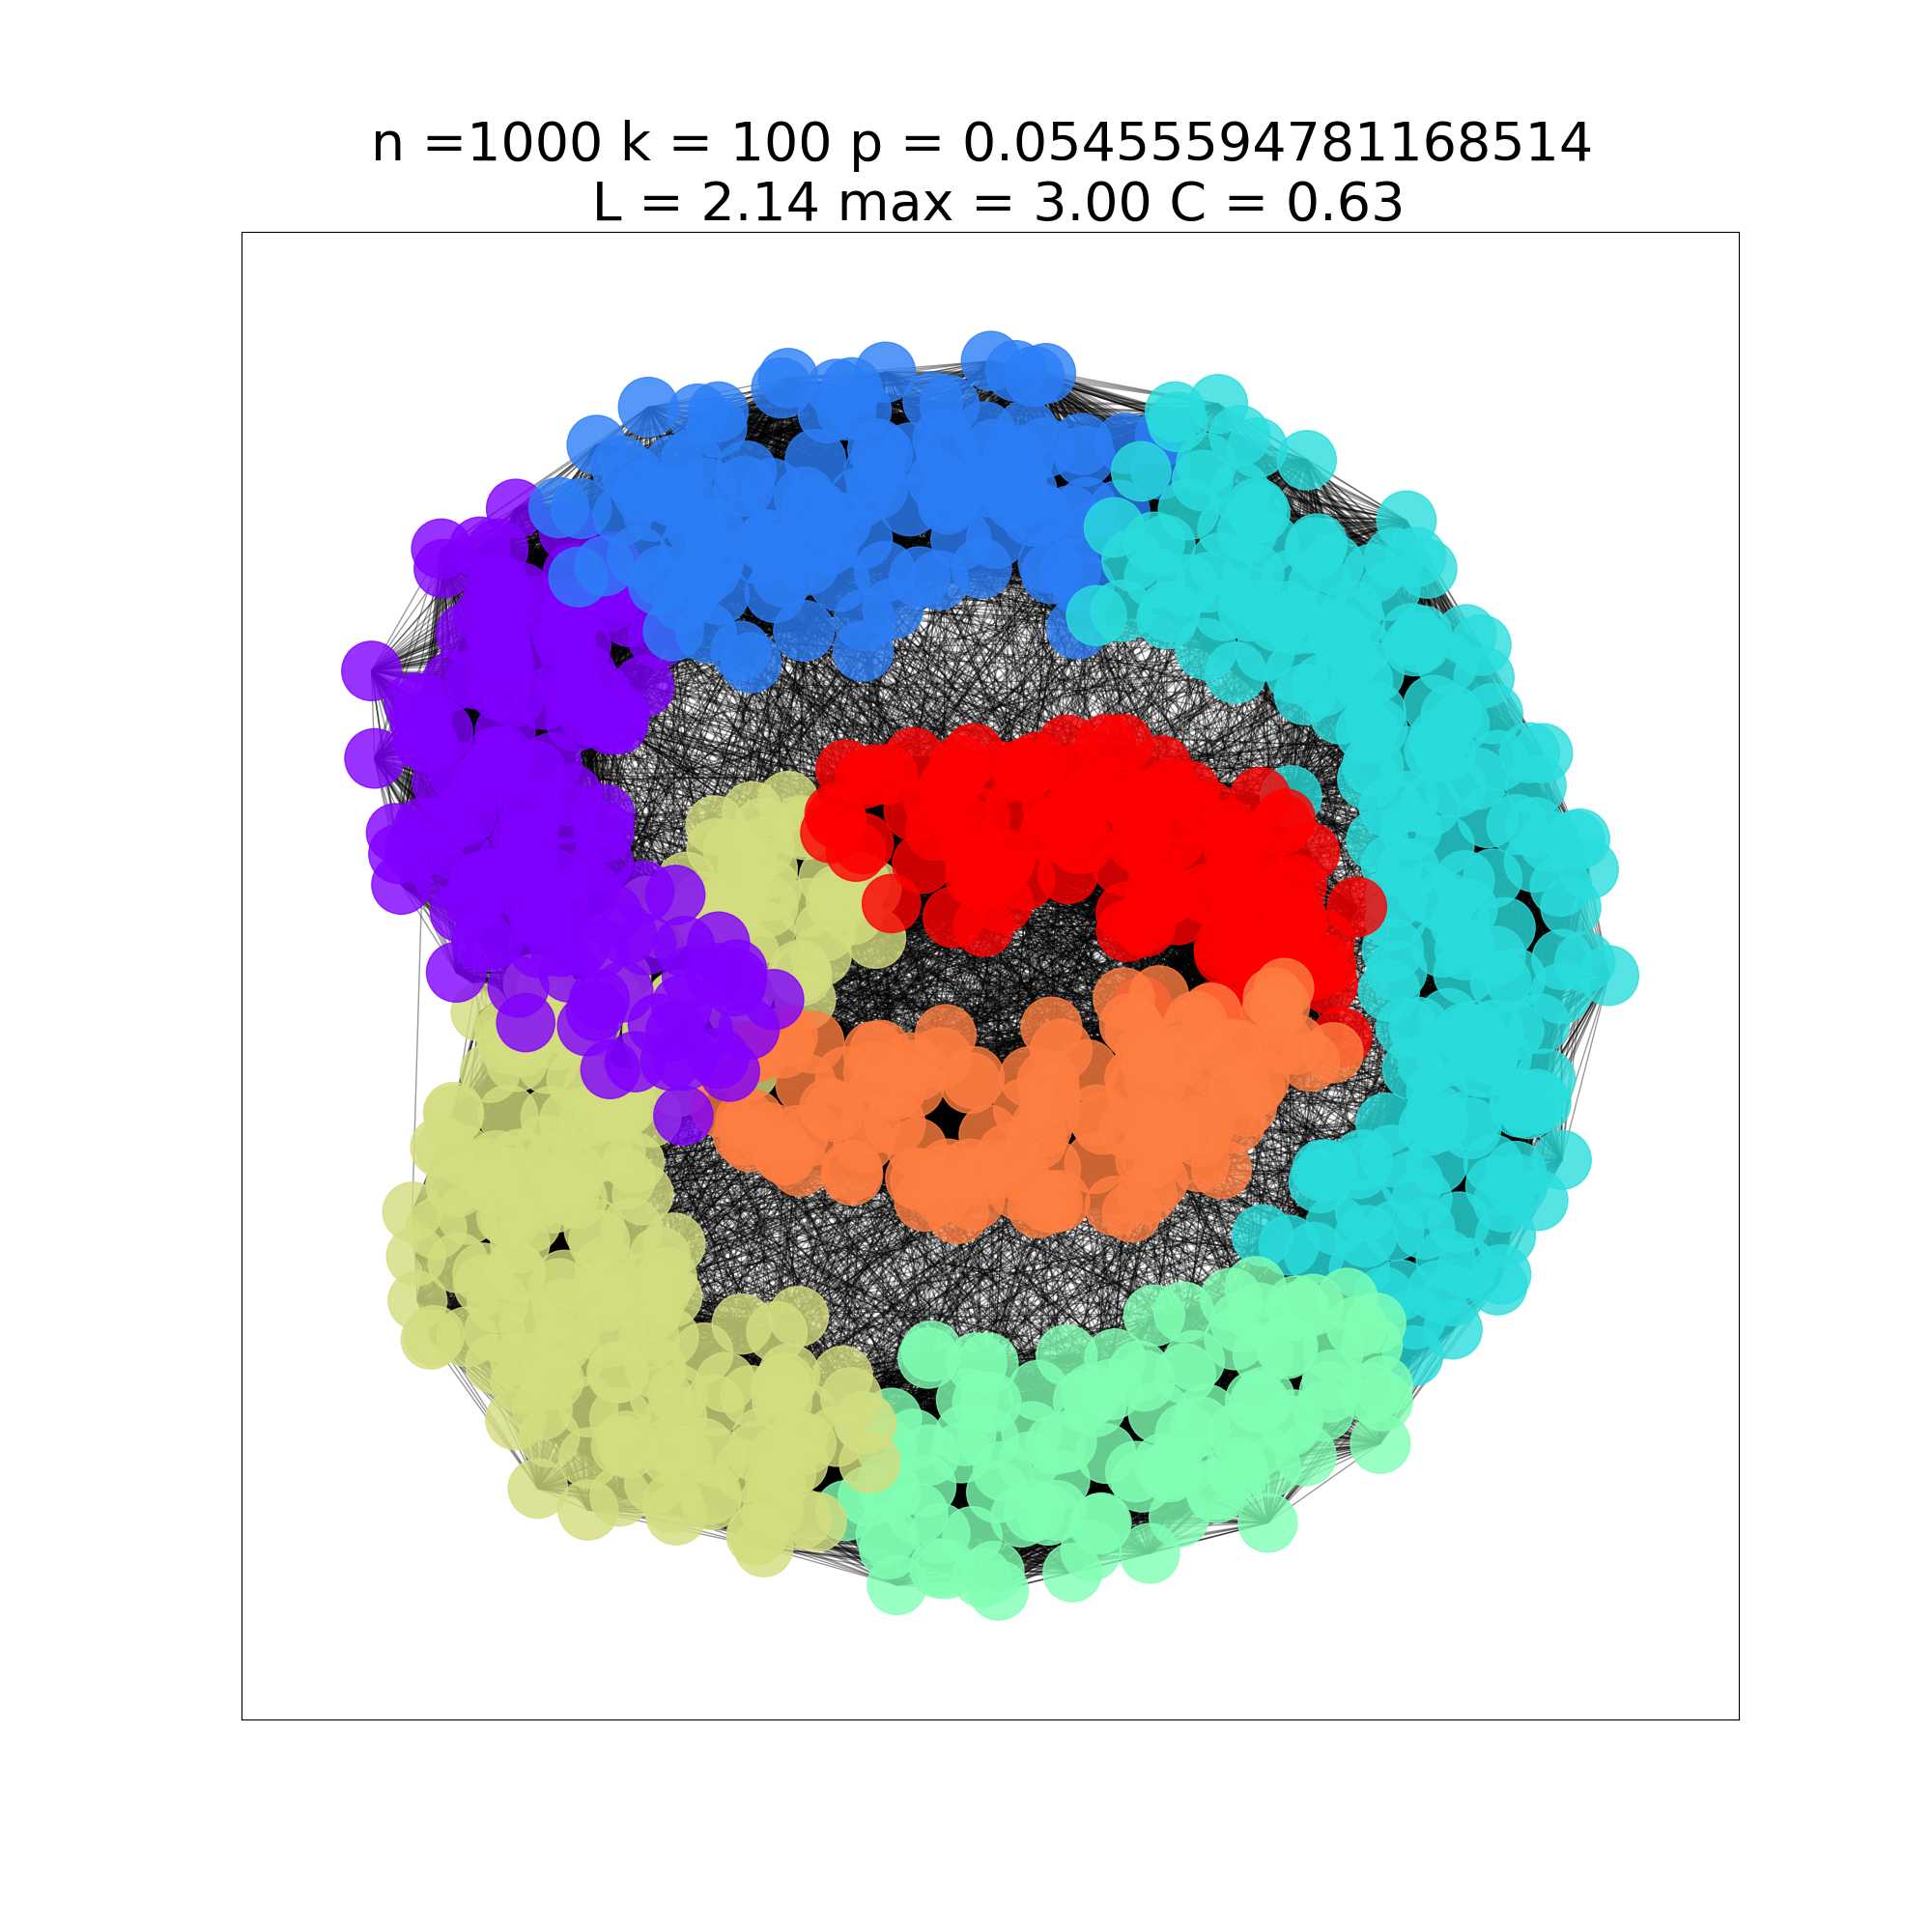 n =1000 k = 100 p = 0.05455594781168514
L = 2.14 max = 3.00 C = 0.63